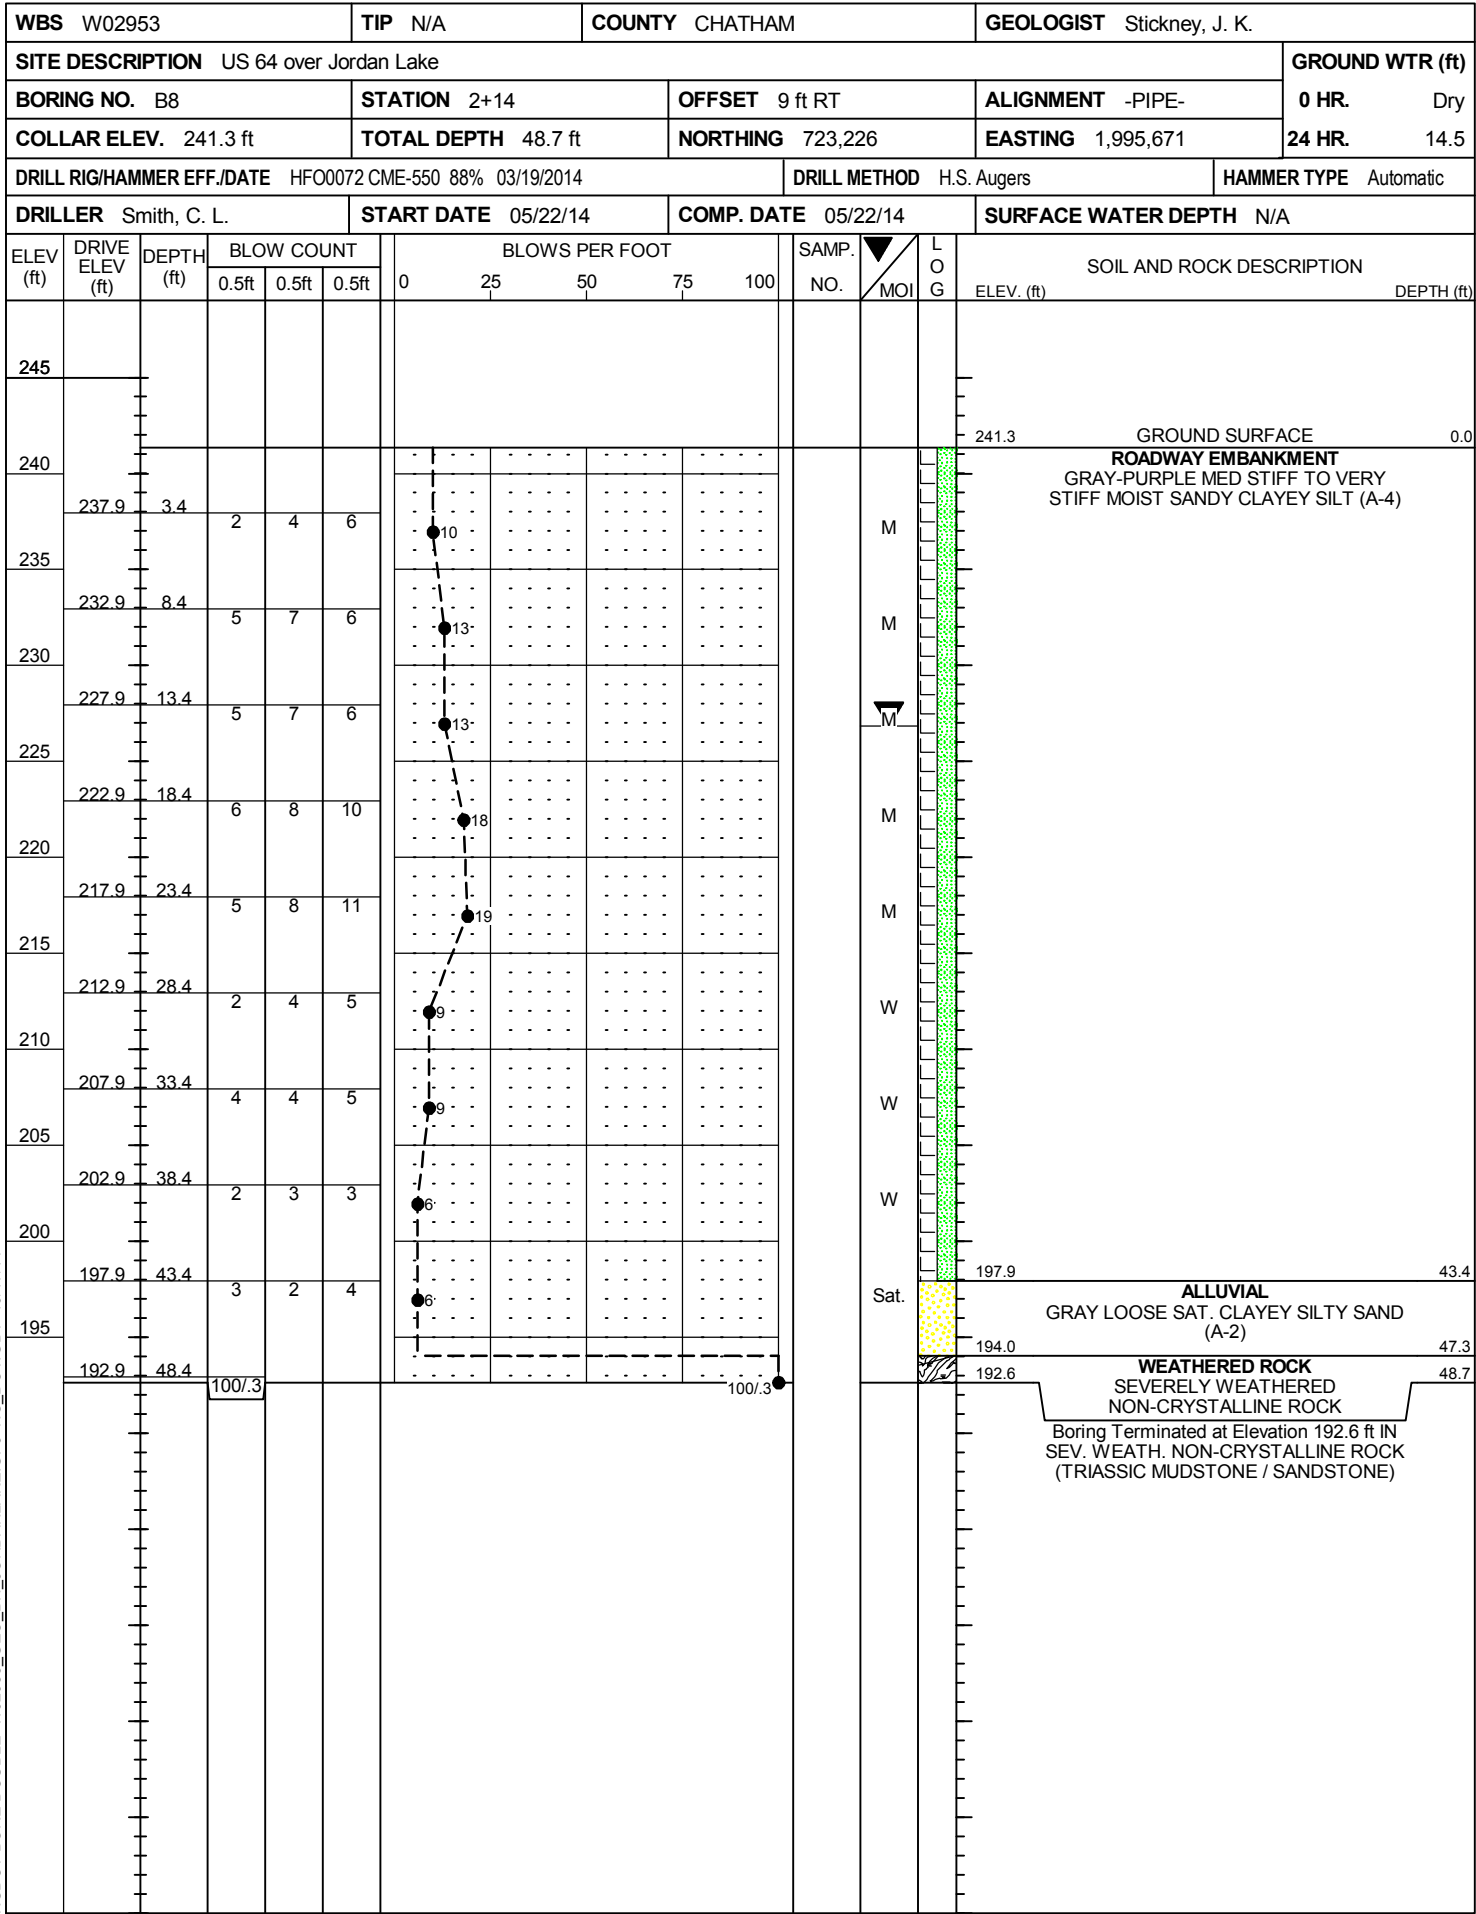 WBS W02953 TIP N/A COUNTY CHATHAM GEOLOGIST Stickney, J. K.
SITE DESCRIPTION US 64 over Jordan Lake GROUND WTR (ft)
BORING NO. B8 STATION 2+14 OFFSET 9 ft RT ALIGNMENT -PIPE- 0 HR. Dry
COLLAR ELEV. 241.3 ft TOTAL DEPTH 48.7 ft NORTHING 723,226 EASTING 1,995,671 24 HR. 14.5
DRILL RIG/HAMMER EFF./DATE HFO0072 CME-550 88% 03/19/2014 DRILL METHOD H.S. Augers HAMMER TYPE Automatic
DRILLER Smith, C. L. START DATE 05/22/14 COMP. DATE 05/22/14 SURFACE WATER DEPTH N/A
ELEV (ft) DRIVE ELEV (ft) DEPTH (ft) BLOW COUNT BLOWS PER FOOT SAMP. NO. MOI LOG SOIL AND ROCK DESCRIPTION
0.5ft 0.5ft 0.5ft 0 25 50 75 100 ELEV. (ft) DEPTH (ft)
245
241.3 GROUND SURFACE 0.0
240 ROADWAY EMBANKMENT
GRAY-PURPLE MED STIFF TO VERY
STIFF MOIST SANDY CLAYEY SILT (A-4)
237.9 3.4
2 4 6 10 M
235
232.9 8.4
5 7 6 13 M
230
227.9 13.4
5 7 6 13 M
225
222.9 18.4
6 8 10 18 M
220
217.9 23.4
5 8 11 19 M
215
212.9 28.4
2 4 5 9 W
210
207.9 33.4
4 4 5 9 W
205
202.9 38.4
2 3 3 6 W
200
197.9 43.4 197.9 43.4
3 2 4 6 Sat. ALLUVIAL
GRAY LOOSE SAT. CLAYEY SILTY SAND
195 (A-2)
194.0 47.3
192.9 48.4 WEATHERED ROCK
100/.3 100/.3 192.6 SEVERELY WEATHERED 48.7
NON-CRYSTALLINE ROCK
Boring Terminated at Elevation 192.6 ft IN
SEV. WEATH. NON-CRYSTALLINE ROCK
(TRIASSIC MUDSTONE / SANDSTONE)